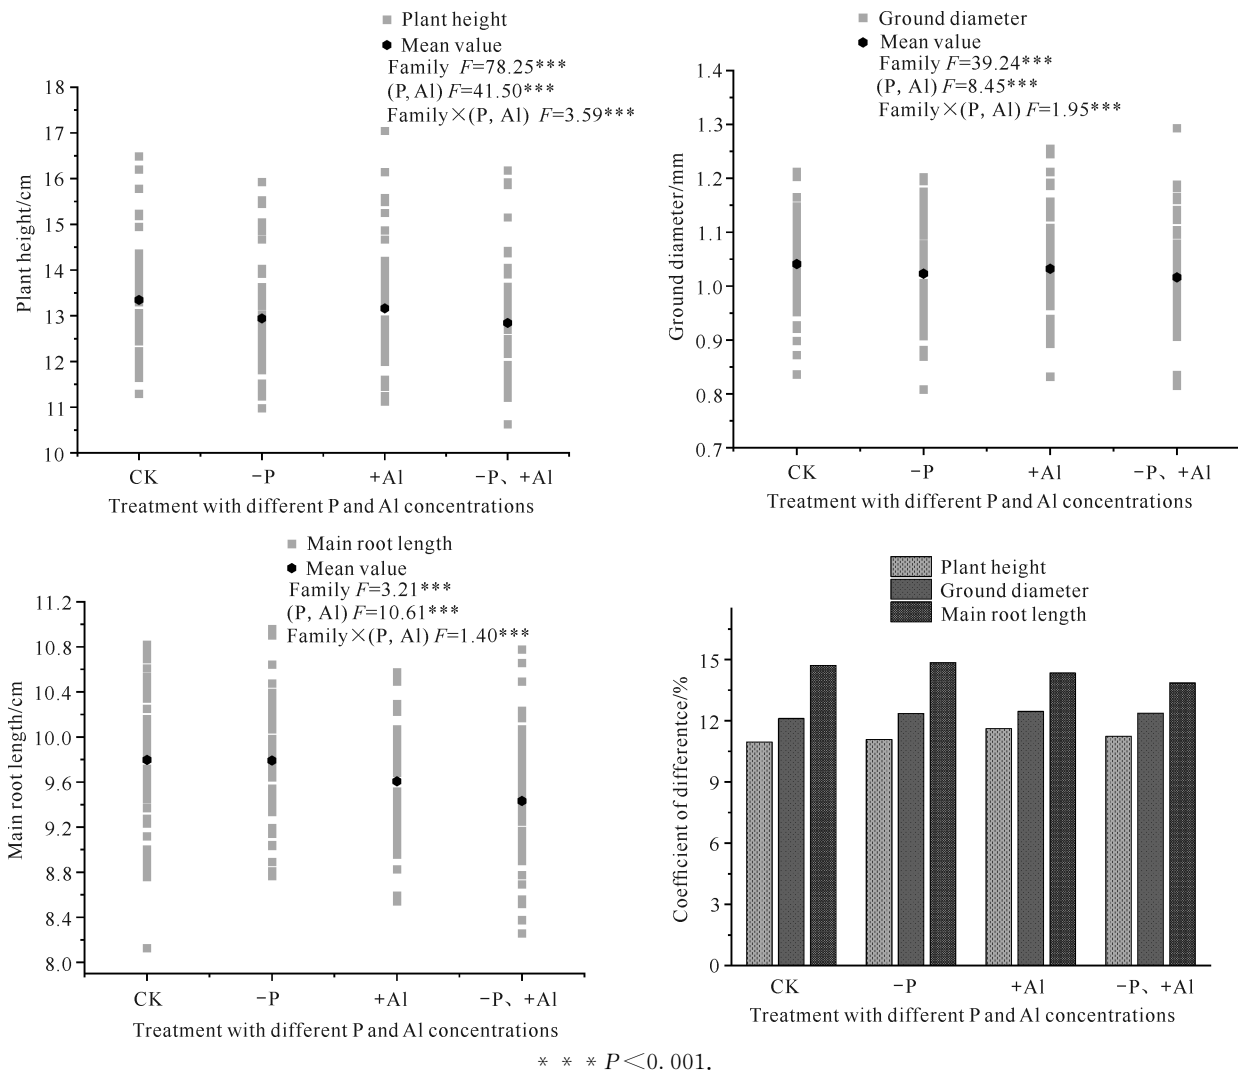 Plant height
Mean value
Family F=78.25***
(P, Al) F=41.50***
Family×(P, Al) F=3.59***
18
17
16
15
14
13
12
11
10
Plant height/cm
CK
−P
+Al
−P、+Al
Treatment with different P and Al concentrations
Ground diameter
Mean value
Family F=39.24***
(P, Al) F=8.45***
Family×(P, Al) F=1.95***
1.4
1.3
1.2
1.1
1.0
0.9
0.8
0.7
Ground diameter/mm
CK
−P
+Al
−P、+Al
Treatment with different P and Al concentrations
Main root length
Mean value
Family F=3.21***
(P, Al) F=10.61***
Family×(P, Al) F=1.40***
11.2
10.8
10.4
10.0
9.6
9.2
8.8
8.4
8.0
Main root length/cm
CK
−P
+Al
−P、+Al
Treatment with different P and Al concentrations
Plant height
Ground diameter
Main root length
15
12
9
6
3
0
Coefficient of differentce/%
CK
−P
+Al
−P、+Al
Treatment with different P and Al concentrations
* * * P<0.001.